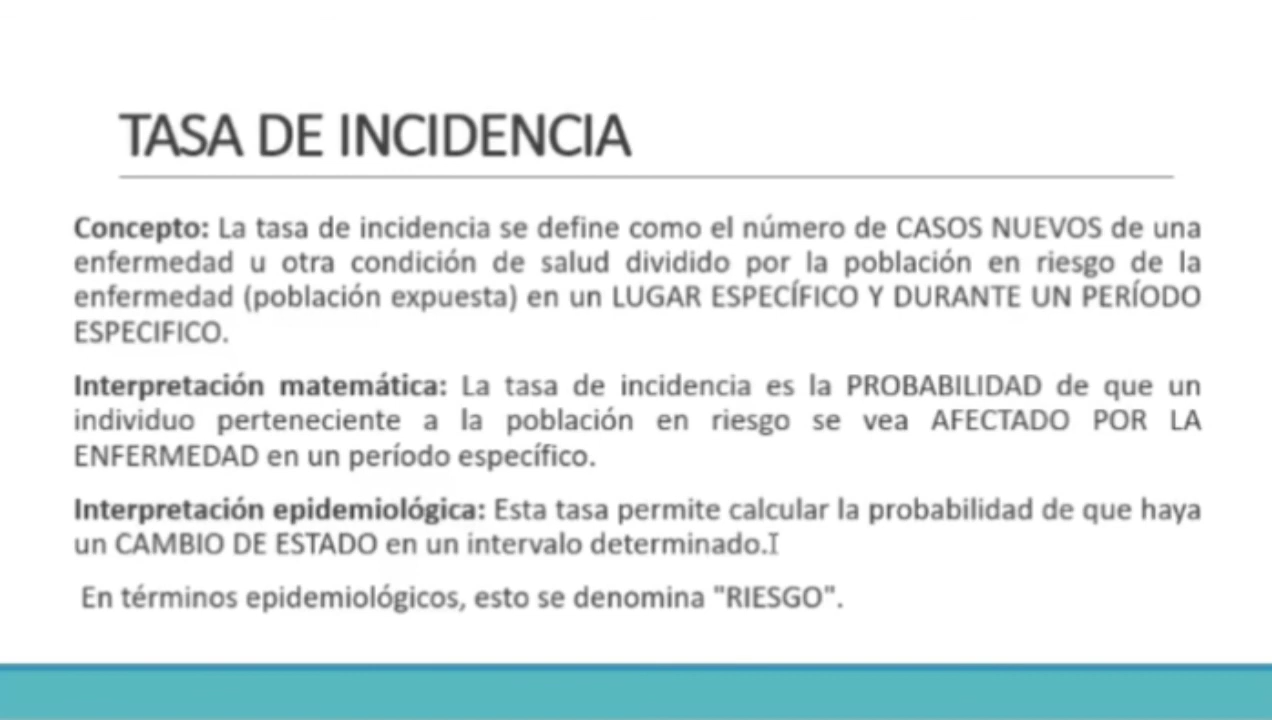 TASA DE INCIDENCIA
Concepto: La tasa de incidencia se define como el número de CASOS NUEVOS de una
enfermedad u otra condición de salud dividido por la población en riesgo de la
enfermedad (población expuesta) en un LUGAR ESPECÍFICO Y DURANTE UN PERÍODO
ESPECIFICO.
Interpretación matemática: La tasa de incidencia es la PROBABILIDAD de que un
individuo perteneciente a la población en riesgo se vea AFECTADO POR LA
ENFERMEDAD en un período específico.
Interpretación epidemiológica: Esta tasa permite calcular la probabilidad de que haya
un CAMBIO DE ESTADO en un intervalo determinado.
En términos epidemiológicos, esto se denomina "RIESGO".